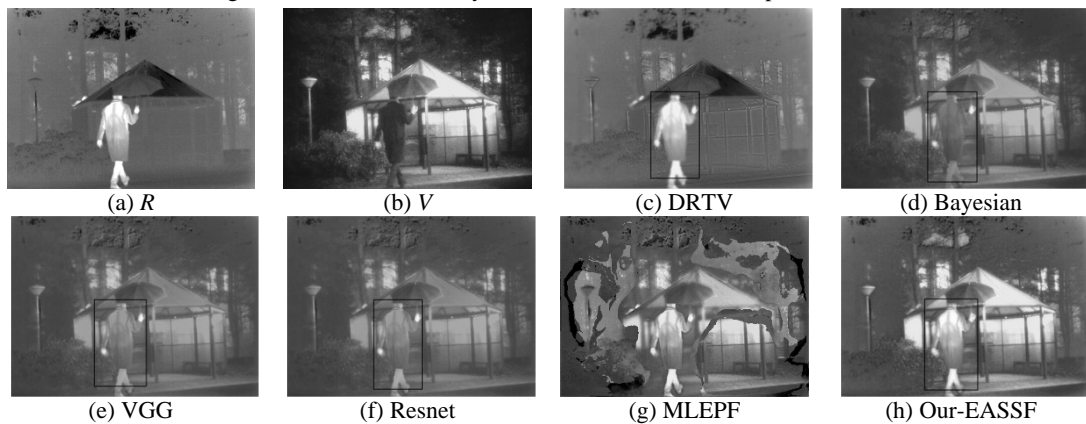 (a) R
(b) V
(c) DRTV
(d) Bayesian
(e) VGG
(f) Resnet
(g) MLEPF
(h) Our-EASSF